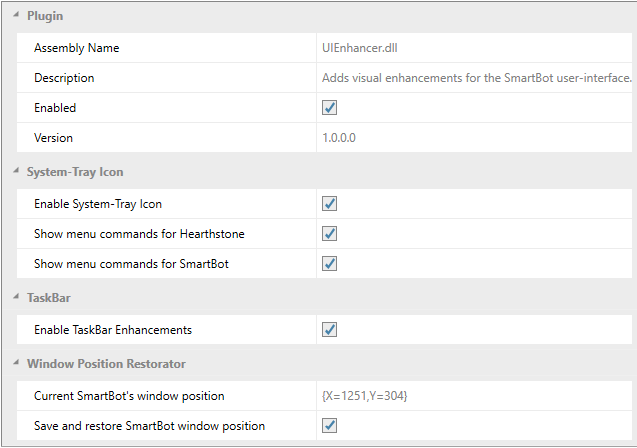 Plugin
Assembly Name UIEnhancer.dll
Description Adds visual enhancements for the SmartBot user-interface.
Enabled
Version 1.0.0.0
System-Tray Icon
Enable System-Tray Icon
Show menu commands for Hearthstone
Show menu commands for SmartBot
TaskBar
Enable TaskBar Enhancements
Window Position Restorator
Current SmartBot's window position {X=1251,Y=304}
Save and restore SmartBot window position